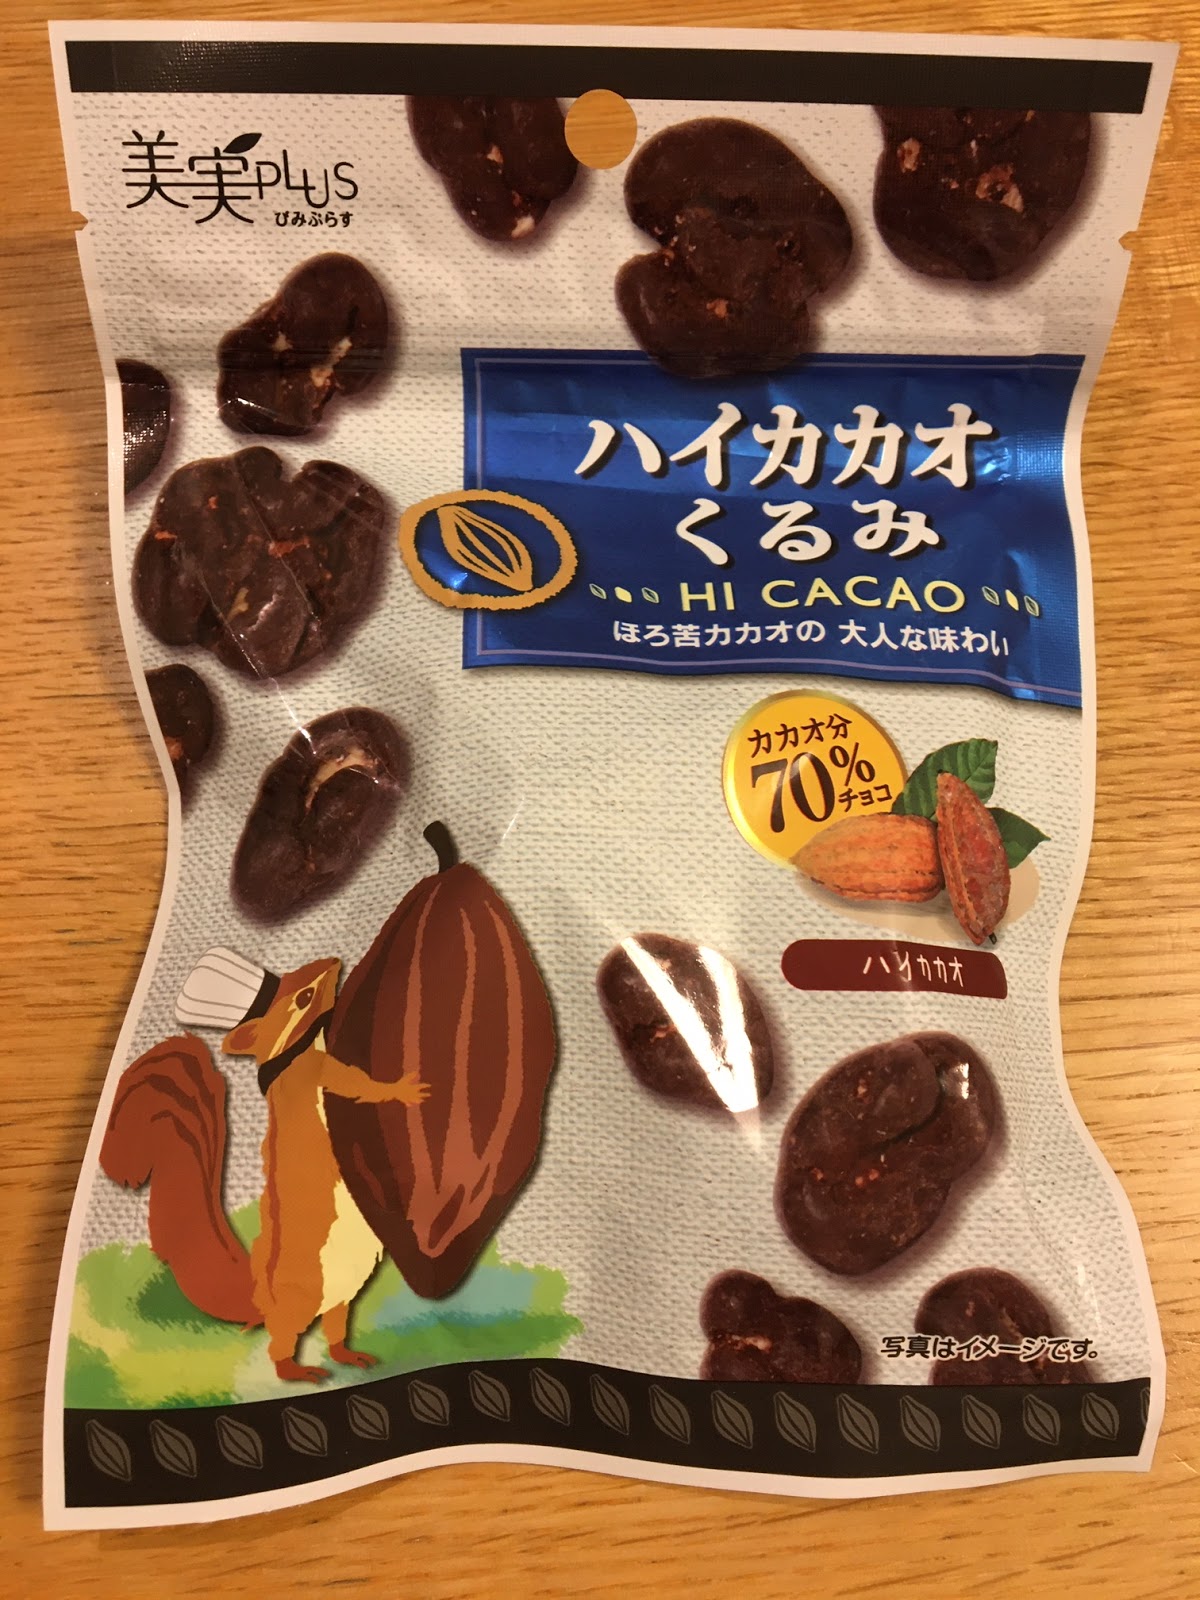 美実PLUS
びみぷらす
ハイカカオ
くるみ
HI CACAO
ほろ苦カカオの 大人な味わい
カカオ分
70%
チョコ
ハイカカオ
写真はイメージです。